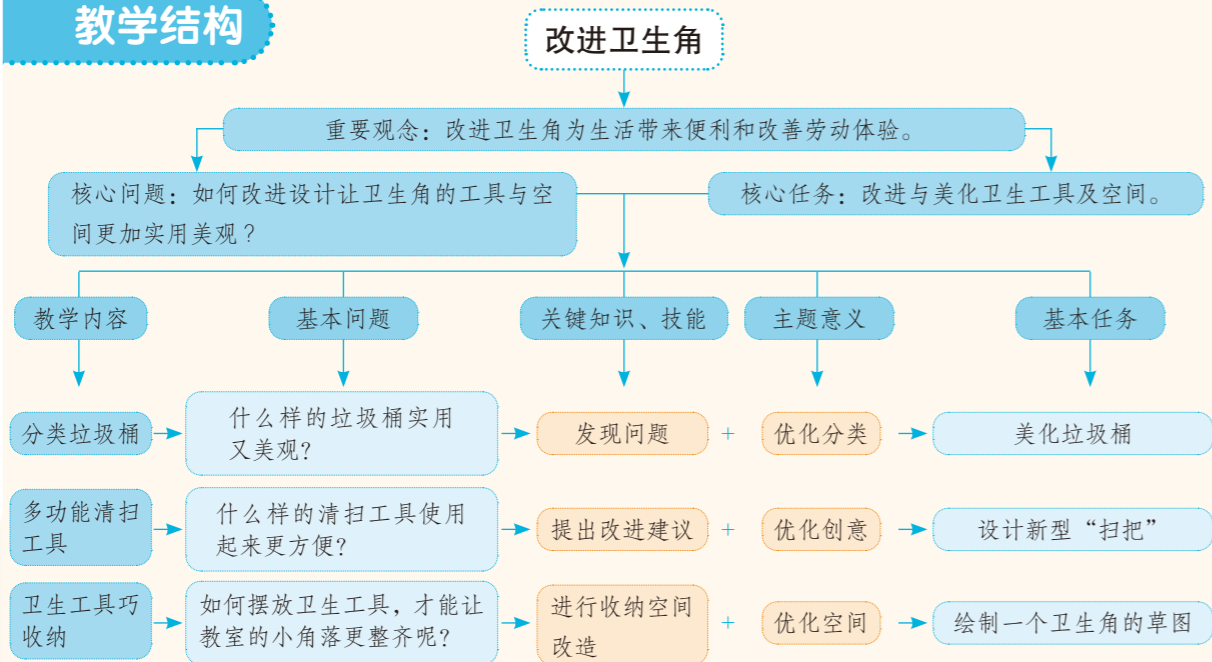 教学结构
改进卫生角
重要观念：改进卫生角为生活带来便利和改善劳动体验。
核心问题：如何改进设计让卫生角的工具与空
间更加实用美观？
核心任务：改进与美化卫生工具及空间。
教学内容
基本问题
关键知识、技能
主题意义
基本任务
分类垃圾桶
什么样的垃圾桶实用
又美观？
发现问题
+
优化分类
美化垃圾桶
多功能清扫
工具
什么样的清扫工具使用
起来更方便？
提出改进建议
+
优化创意
设计新型“扫把”
卫生工具巧
收纳
如何摆放卫生工具，才能让
教室的小角落更整齐呢？
进行收纳空间
改造
+
优化空间
绘制一个卫生角的草图